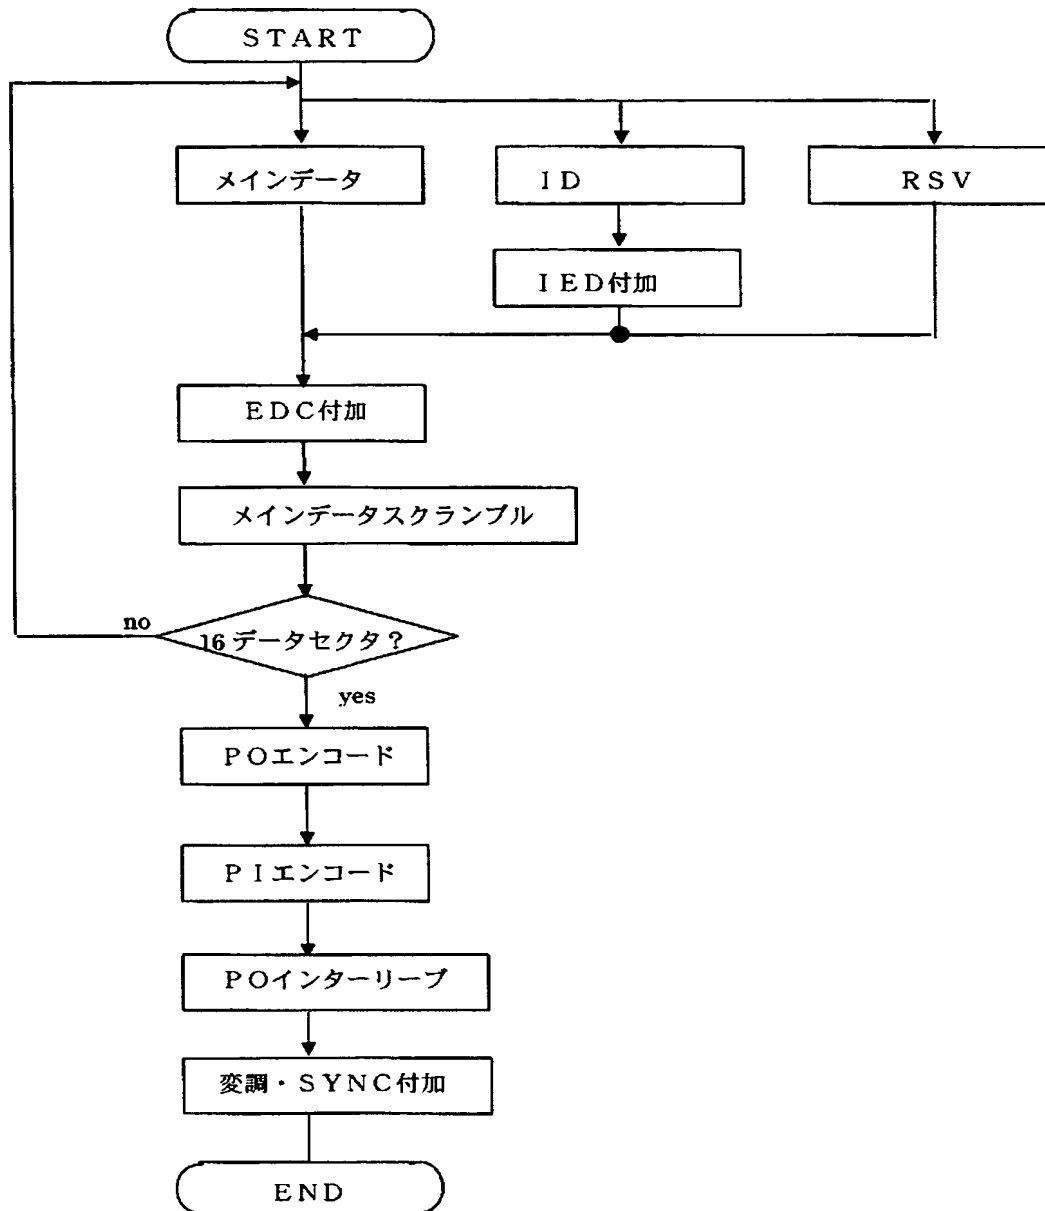 ＳＴＡＲＴ
メインデータ
ＩＤ
ＲＳＶ
ＩＥＤ付加
ＥＤＣ付加
メインデータスクランブル
no
16データセクタ？
yes
ＰＯエンコード
ＰＩエンコード
ＰＯインターリーブ
変調・ＳＹＮＣ付加
ＥＮＤ